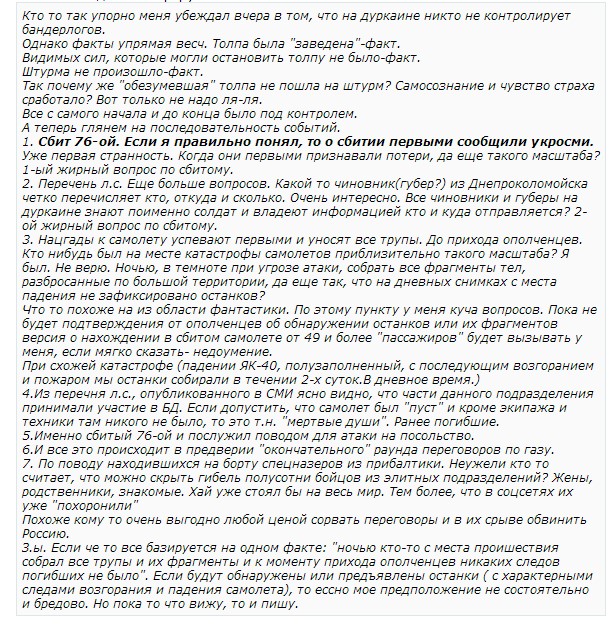 Кто то так упорно меня убеждал вчера в том, что на дуркаине никто не контролирует
бандерлогов.
Однако факты упрямая весч. Толпа была "заведена"-факт.
Видимых сил, которые могли остановить толпу не было-факт.
Штурма не произошло-факт.
Так почему же "обезумевшая" толпа не пошла на штурм? Самосознание и чувство страха
сработало? Вот только не надо ля-ля.
Все с самого начала и до конца было под контролем.
А теперь глянем на последовательность событий.
1. Сбит 76-ой. Если я правильно понял, то о сбитии первыми сообщили укросми.
Уже первая странность. Когда они первыми признавали потери, да еще такого масштаба?
1-ый жирный вопрос по сбитому.
2. Перечень л.с. Еще больше вопросов. Какой то чиновник(губер?) из Днепроколомойска
четко перечисляет кто, откуда и сколько. Очень интересно. Все чиновники и губеры на
дуркаине знают поименно солдат и владеют информацией кто и куда отправляется? 2-
ой жирный вопрос по сбитому.
3. Нацгады к самолету успевают первыми и уносят все трупы. До прихода ополченцев.
Кто нибудь был на месте катастрофы самолетов приблизительно такого масштаба? Я
был. Не верю. Ночью, в темноте при угрозе атаки, собрать все фрагменты тел,
разбросанные по большой территории, да еще так, что на дневных снимках с места
падения не зафиксировано останков?
Что то похоже на из области фантастики. По этому пункту у меня куча вопросов. Пока не
будет подтверждения от ополченцев об обнаружении останков или их фрагментов
версия о нахождении в сбитом самолете от 49 и более "пассажиров" будет вызывать у
меня, если мягко сказать- недоумение.
При схожей катастрофе (падении ЯК-40, полузаполненный, с последующим возгоранием
и пожаром мы останки собирали в течении 2-х суток.В дневное время.)
4.Из перечня л.с., опубликованного в СМИ ясно видно, что части данного подразделения
принимали участие в БД. Если допустить, что самолет был "пуст" и кроме экипажа и
техники там никого не было, то это т.н. "мертвые души". Ранее погибшие.
5.Именно сбитый 76-ой и послужил поводом для атаки на посольство.
6.И все это происходит в предверии "окончательного" раунда переговоров по газу.
7. По поводу находившихся на борту спецназеров из прибалтики. Неужели кто то
считает, что можно скрыть гибель полусотни бойцов из элитных подразделений? Жены,
родственники, знакомые. Хай уже стоял бы на весь мир. Тем более, что в соцсетях их
уже "похоронили"
Похоже кому то очень выгодно любой ценой сорвать переговоры и в их срыве обвинить
Россию.
З.ы. Если че то все базируется на одном факте: "ночью кто-то с места проишествия
собрал все трупы и их фрагменты и к моменту прихода ополченцев никаких следов
погибших не было". Если будут обнаружены или предъявлены останки ( с характерными
следами возгорания и падения самолета), то ессно мое предположение не состоятельно
и бредово. Но пока то что вижу, то и пишу.